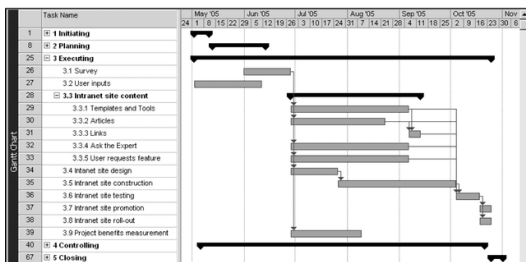 Task Name
May '05 Jun '05 Jul '05 Aug '05 Sep '05 Oct '05 Nov
24 1 8 15 22 29 5 12 19 26 3 10 17 24 31 7 14 21 28 4 11 18 25 2 9 16 23 30 6
1 1 Initiating
8 2 Planning
25 3 Executing
26 3.1 Survey
27 3.2 User inputs
28 3.3 Intranet site content
29 3.3.1 Templates and Tools
30 3.3.2 Articles
31 3.3.3 Links
32 3.3.4 Ask the Expert
33 3.3.5 User requests feature
34 3.4 Intanet site design
35 3.5 Intranet site construction
36 3.6 Intranet site testing
37 3.7 Intranet site promotion
38 3.8 Intranet site roll-out
39 3.9 Project benefits measurement
40 4 Controlling
67 5 Closing
Gantt Chart